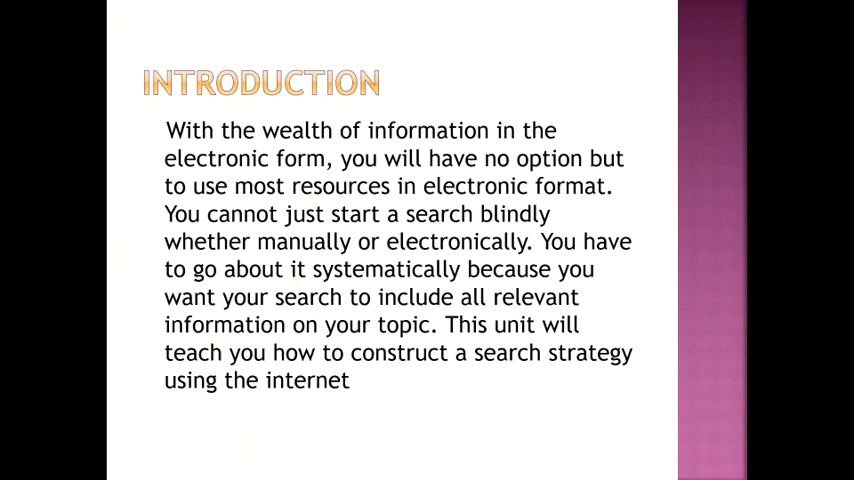 INTRODUCTION
With the wealth of information in the
electronic form, you will have no option but
to use most resources in electronic format.
You cannot just start a search blindly
whether manually or electronically. You have
to go about it systematically because you
want your search to include all relevant
information on your topic. This unit will
teach you how to construct a search strategy
using the internet